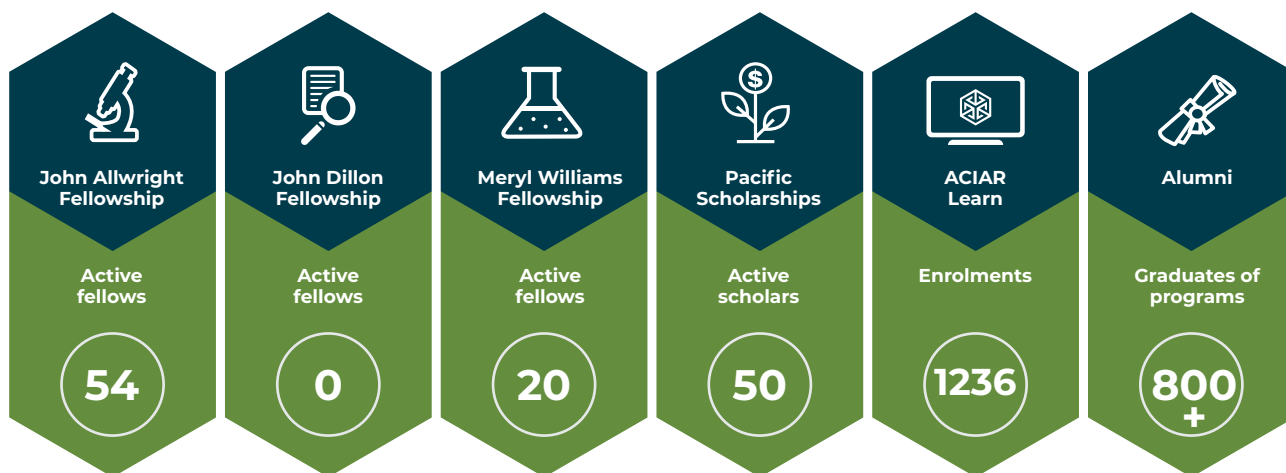 John Allwright
Fellowship
Active
fellows
54
John Dillon
Fellowship
Active
fellows
0
Meryl Williams
Fellowship
Active
fellows
20
$
Pacific
Scholarships
Active
scholars
50
ACIAR
Learn
Enrolments
1236
Alumni
Graduates of
programs
800
+